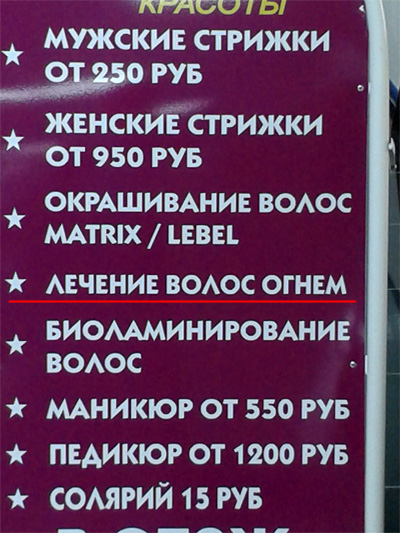 КРАСОТЫ
МУЖСКИЕ СТРИЖКИ
ОТ 250 РУБ
ЖЕНСКИЕ СТРИЖКИ
ОТ 950 РУБ
ОКРАШИВАНИЕ ВОЛОС
MATRIX / LEBEL
ЛЕЧЕНИЕ ВОЛОС ОГНЕМ
БИОЛАМИНИРОВАНИЕ
ВОЛОС
МАНИКЮР ОТ 550 РУБ
ПЕДИКЮР ОТ 1200 РУБ
СОЛЯРИЙ 15 РУБ